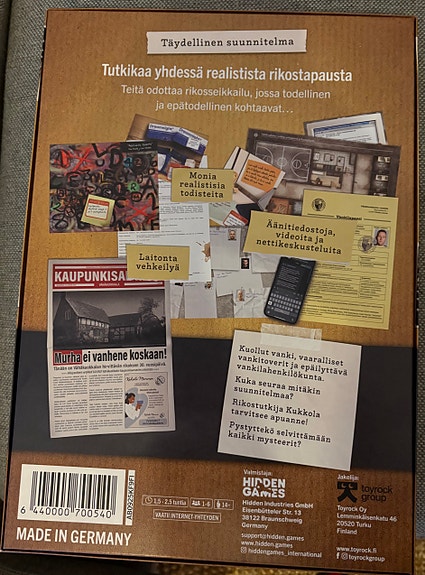 Täydellinen suunnitelma
Tutkikaa yhdessä realistista rikostapausta
Teitä odottaa rikosseikkailu, jossa todellinen
ja epätodellinen kohtaavat...
Monia
realistisia
todisteita
Äänitiedostoja,
videoita ja
nettikeskusteluita
Laitonta
vehkeilyä
KAUPUNKISA
Murha ei vanhene koskaan!
Kuollut vanki, vaaralliset
vankitoverit ja epäilyttävä
vankilahenkilökunta.
Kuka seuraa mitäkin
suunnitelmaa?
Rikostutkija Kukkola
tarvitsee apuanne!
Pystyttekö selvittämään
kaikki mysteerit?
6 440000 700540
MADE IN GERMANY
1,5 - 2,5 tuntia
1-6
14+
VAATII INTERNET-YHTEYDEN
Valmistaja:
HIDDEN
GAMES
Hidden Industries GmbH
Eisenbütteler Str. 13
38122 Braunschweig
Germany
support@hidden.games
www.hidden.games
hiddengames_international
Jakelija:
toyrock
group
Toyrock Oy
Lemminkäisenkatu 46
20520 Turku
Finland
www.toyrock.fi
toyrockgroup